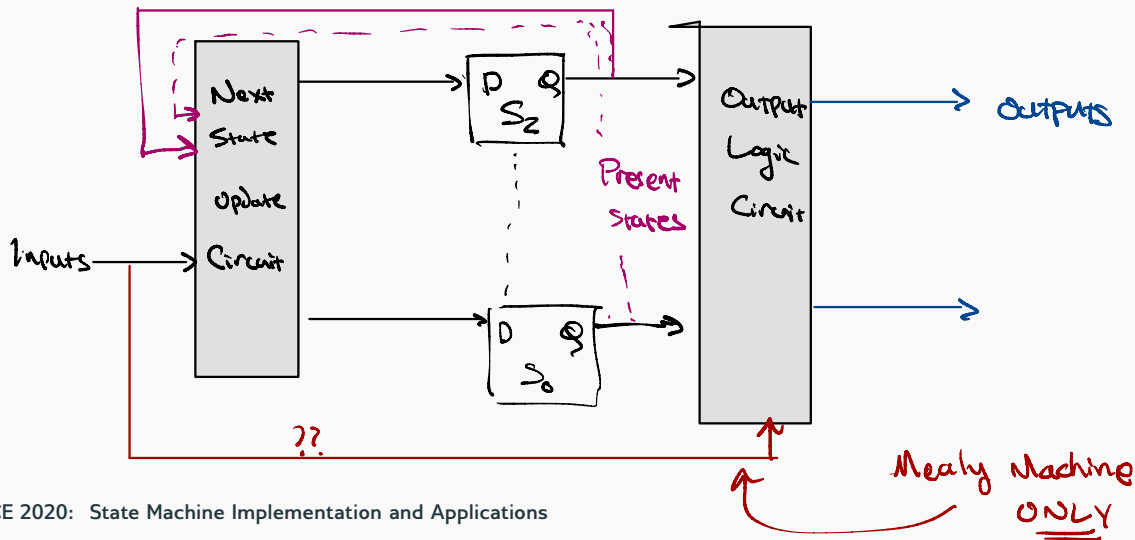 Next
State
Update
Circuit
Inputs
D Q
S2
D Q
S0
Present
States
Output
Logic
Circuit
Outputs
??
Mealy Machine
ONLY
CE 2020: State Machine Implementation and Applications